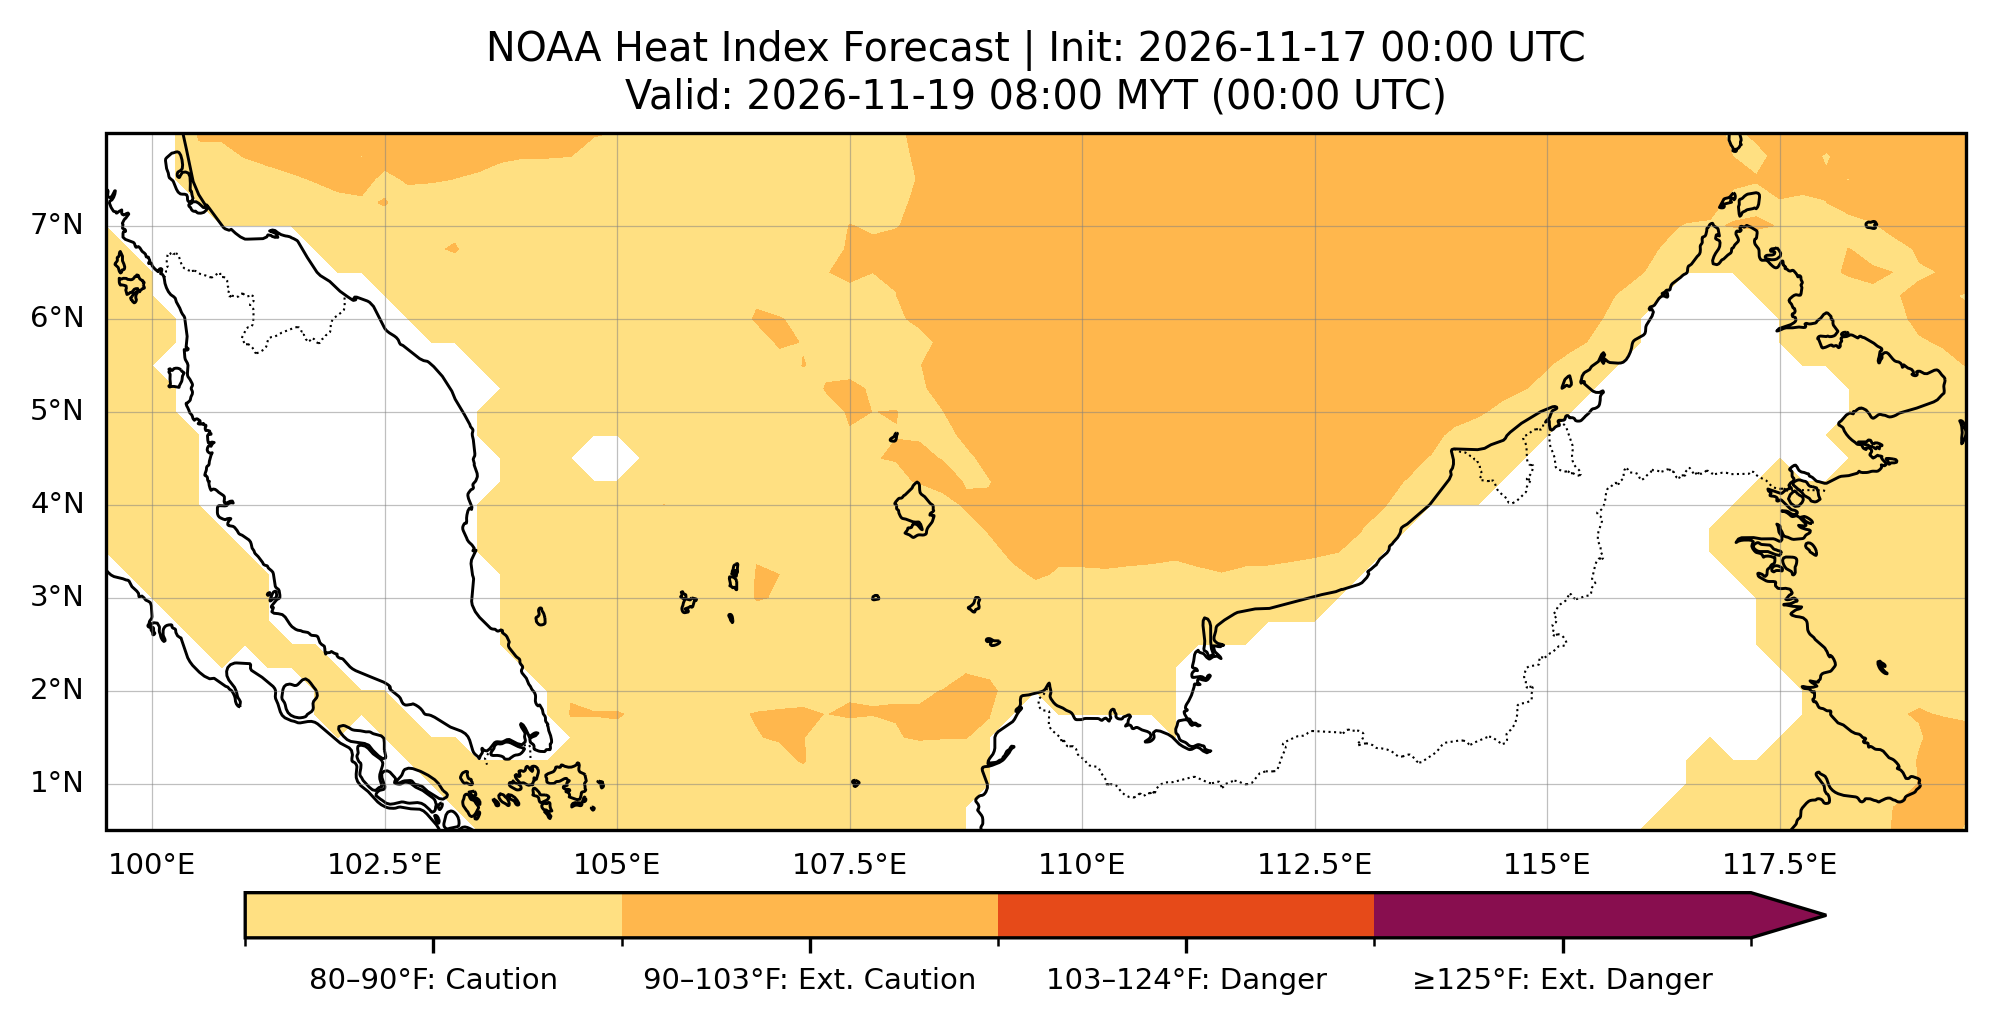 NOAA Heat Index Forecast | Init: 2026-11-17 00:00 UTC
Valid: 2026-11-19 08:00 MYT (00:00 UTC)
7°N
6°N
5°N
4°N
3°N
2°N
1°N
100°E 102.5°E 105°E 107.5°E 110°E 112.5°E 115°E 117.5°E
80–90°F: Caution 90–103°F: Ext. Caution 103–124°F: Danger ≥125°F: Ext. Danger